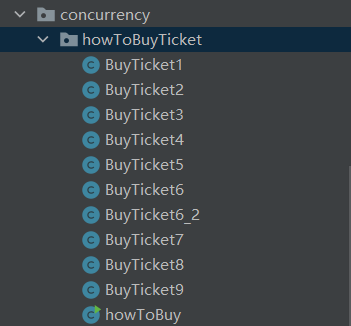 concurrency
howToBuyTicket
BuyTicket1
BuyTicket2
BuyTicket3
BuyTicket4
BuyTicket5
BuyTicket6
BuyTicket6_2
BuyTicket7
BuyTicket8
BuyTicket9
howToBuy